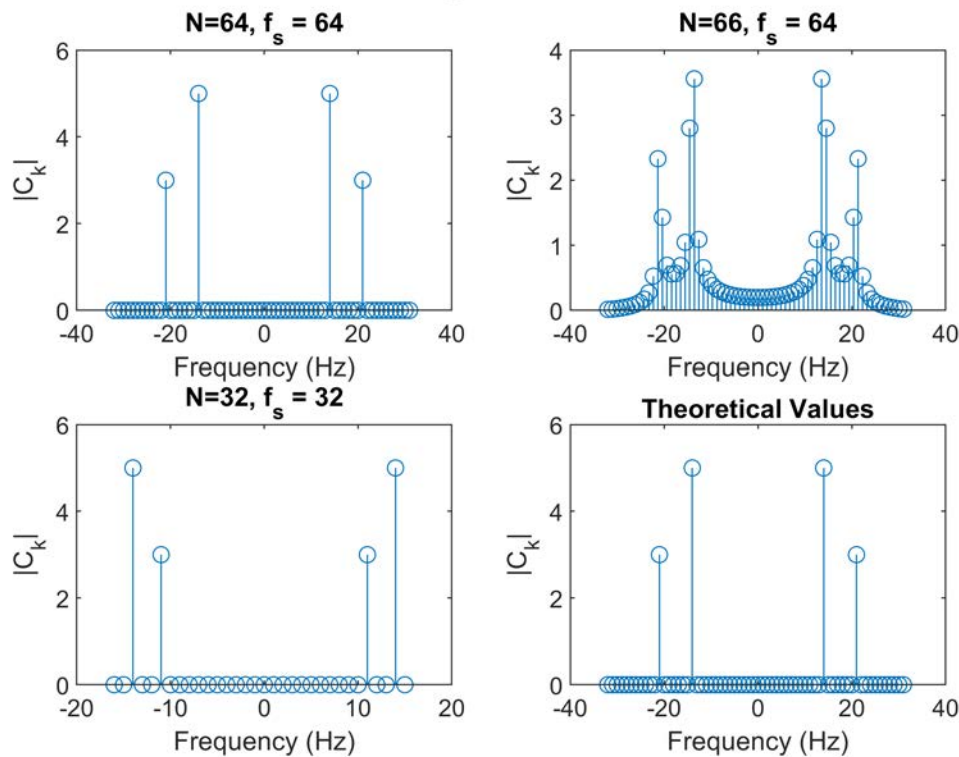 N=64, f_s = 64
6
4
2
0
|C_k|
-40 -20 0 20 40
Frequency (Hz)
N=66, f_s = 64
4
3
2
1
0
|C_k|
-40 -20 0 20 40
Frequency (Hz)
N=32, f_s = 32
6
4
2
0
|C_k|
-20 -10 0 10 20
Frequency (Hz)
Theoretical Values
6
4
2
0
|C_k|
-40 -20 0 20 40
Frequency (Hz)